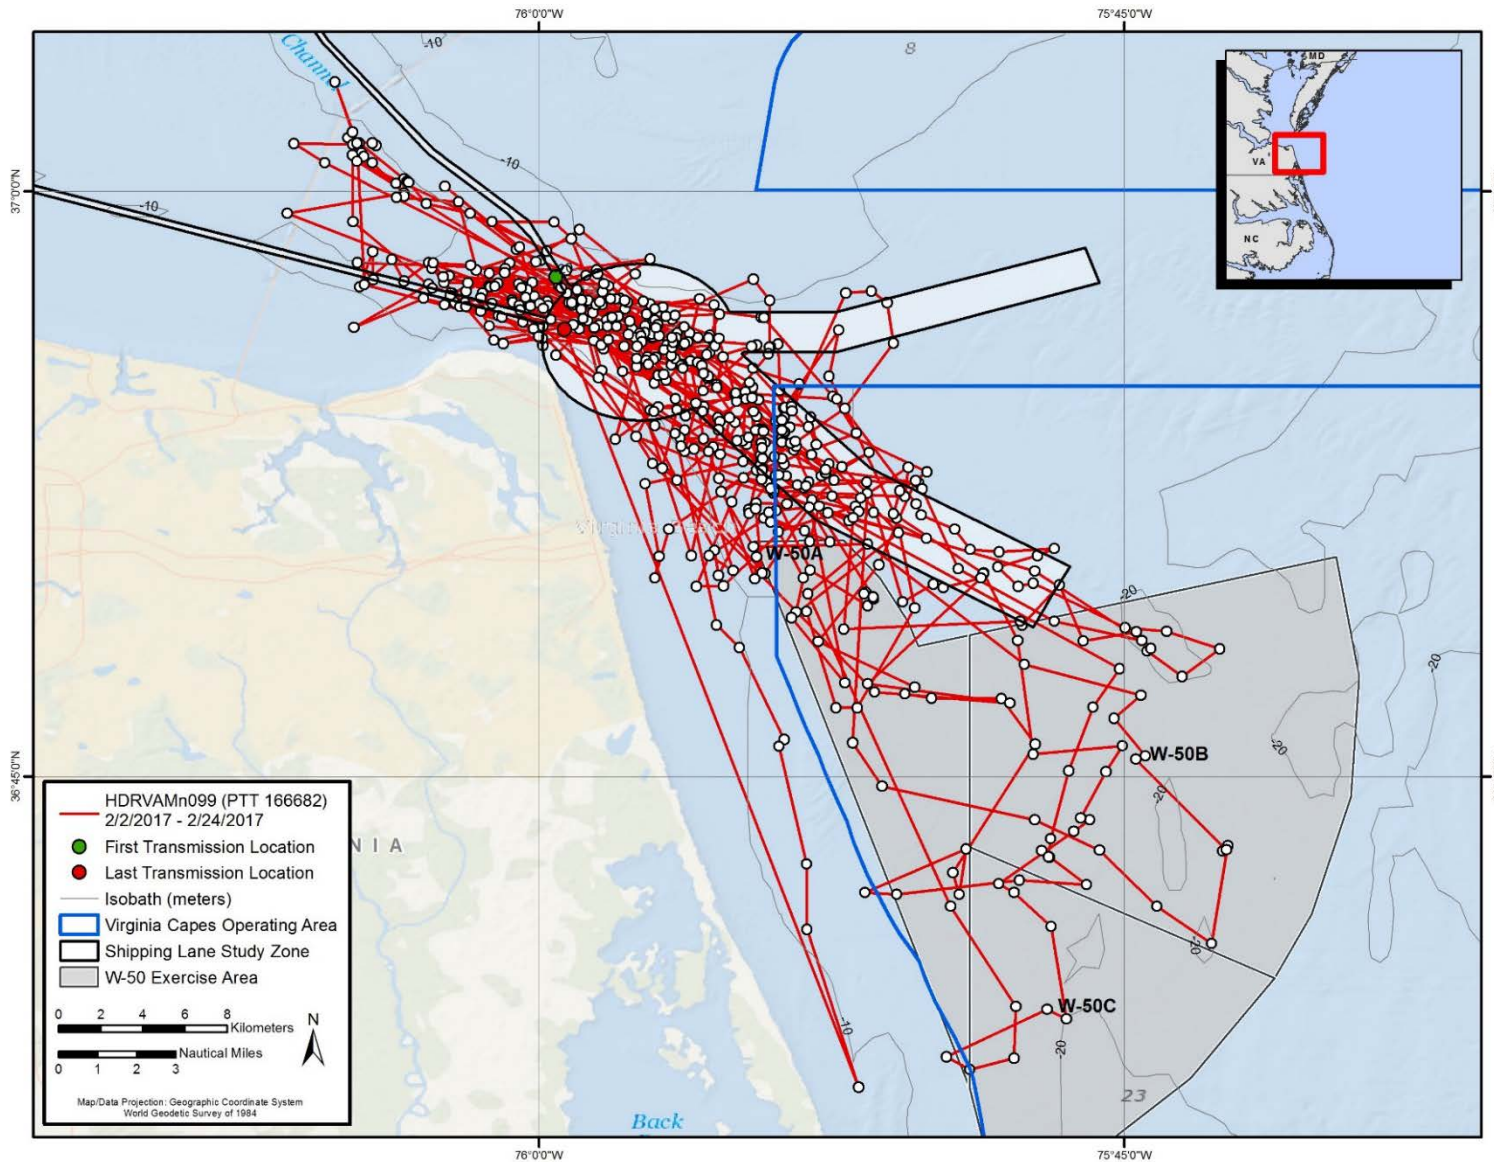 76°0'0"W
75°45'0"W
Channel
-10
8
MD
VA
NC
-10
37°0'0"N
-10
W-50A
-20
-20
36°45'0"N
W-50B
-20
-20
HDRVAMn099 (PTT 166682)
2/2/2017 - 2/24/2017
First Transmission Location
Last Transmission Location
Isobath (meters)
Virginia Capes Operating Area
Shipping Lane Study Zone
W-50 Exercise Area
0 2 4 6 8
Kilometers
Nautical Miles
0 1 2 3
N
Map/Data Projection: Geographic Coordinate System
World Geodetic Survey of 1984
N I A
-20
W-50C
-10
-20
23
Back
76°0'0"W
75°45'0"W